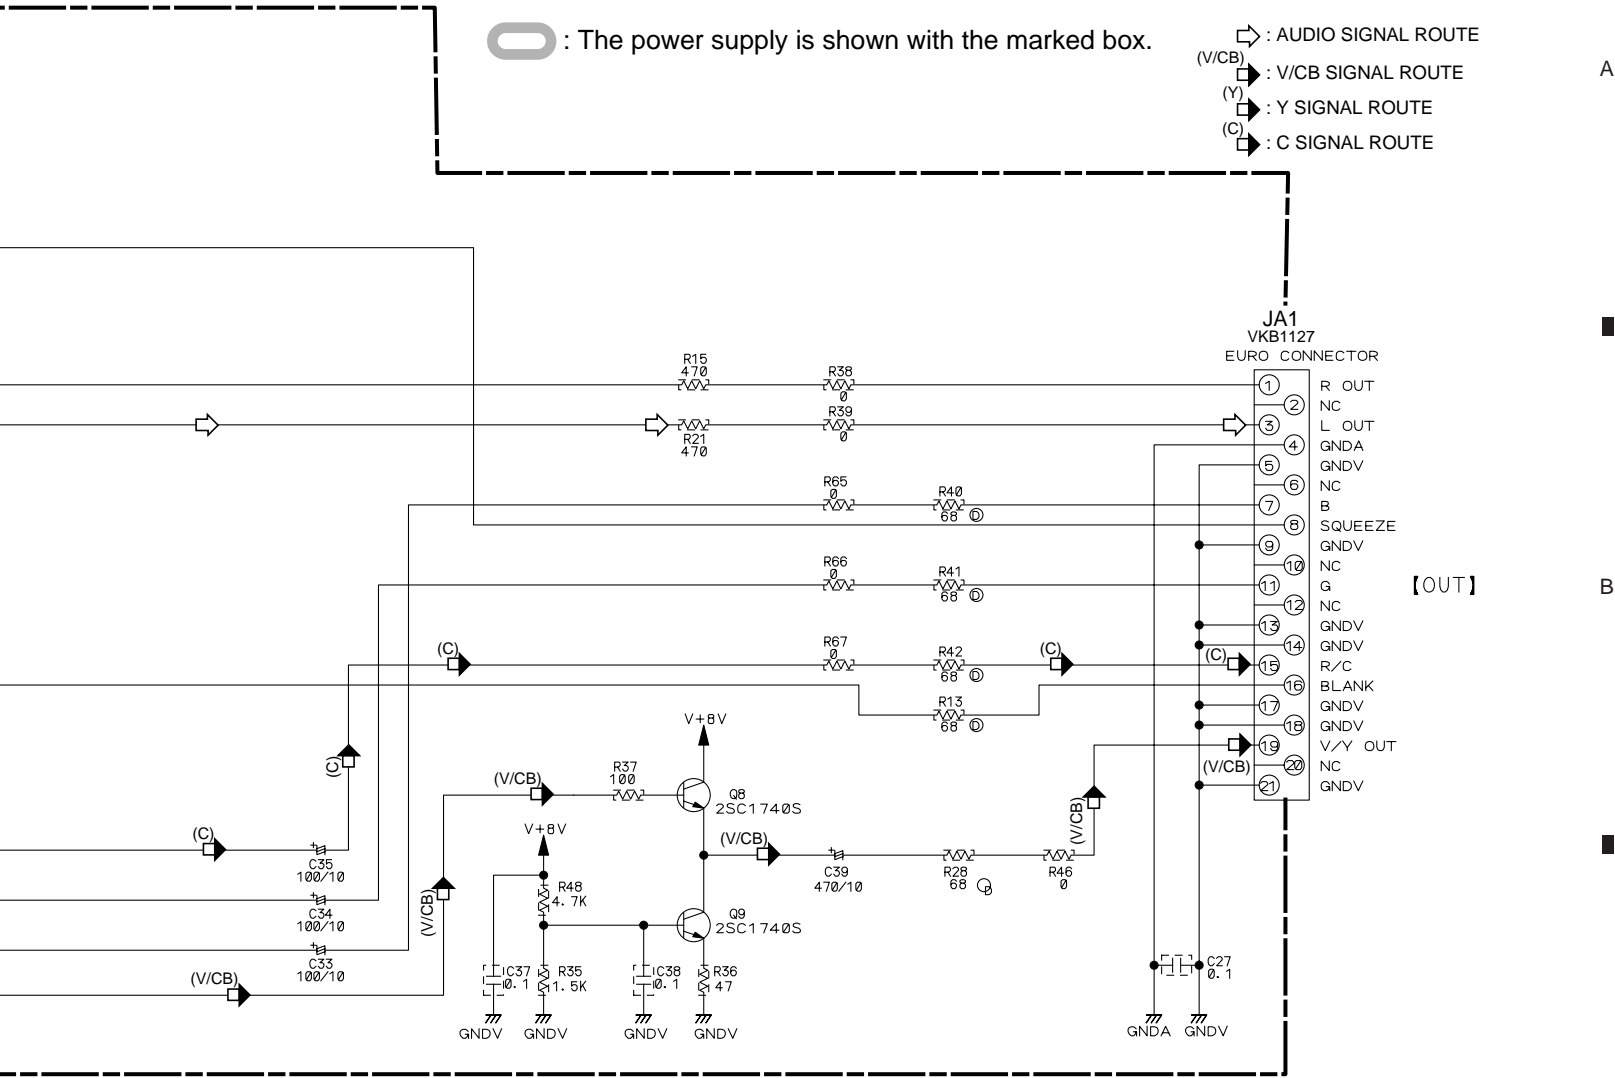 : The power supply is shown with the marked box.
: AUDIO SIGNAL ROUTE
(V/CB)
: V/CB SIGNAL ROUTE
(Y)
: Y SIGNAL ROUTE
(C)
: C SIGNAL ROUTE
A
JA1
VKB1127
EURO CONNECTOR
R15
470
R38
0
1 R OUT
2 NC
R39
0
R21
470
3 L OUT
4 GNDA
5 GNDV
6 NC
R65
0
R40
68 D
7 B
8 SQUEEZE
9 GNDV
10 NC
R66
0
R41
68 D
11 G
【OUT】
B
12 NC
13 GNDV
14 GNDV
(C)
R67
0
R42
68 D
(C)
(C)
15 R/C
16 BLANK
R13
68 D
17 GNDV
18 GNDV
19 V/Y OUT
(V/CB)
20 NC
21 GNDV
V+8V
(C)
(V/CB)
R37
100
Q8
2SC1740S
(V/CB)
V+8V
(V/CB)
(C)
C35
100/10
C39
470/10
R28
68
R46
0
R48
4.7K
(V/CB)
C34
100/10
Q9
2SC1740S
C33
100/10
(V/CB)
C37
0.1
R35
1.5K
C38
0.1
R36
47
C27
0.1
GNDV
GNDV
GNDV
GNDV
GNDA
GNDV